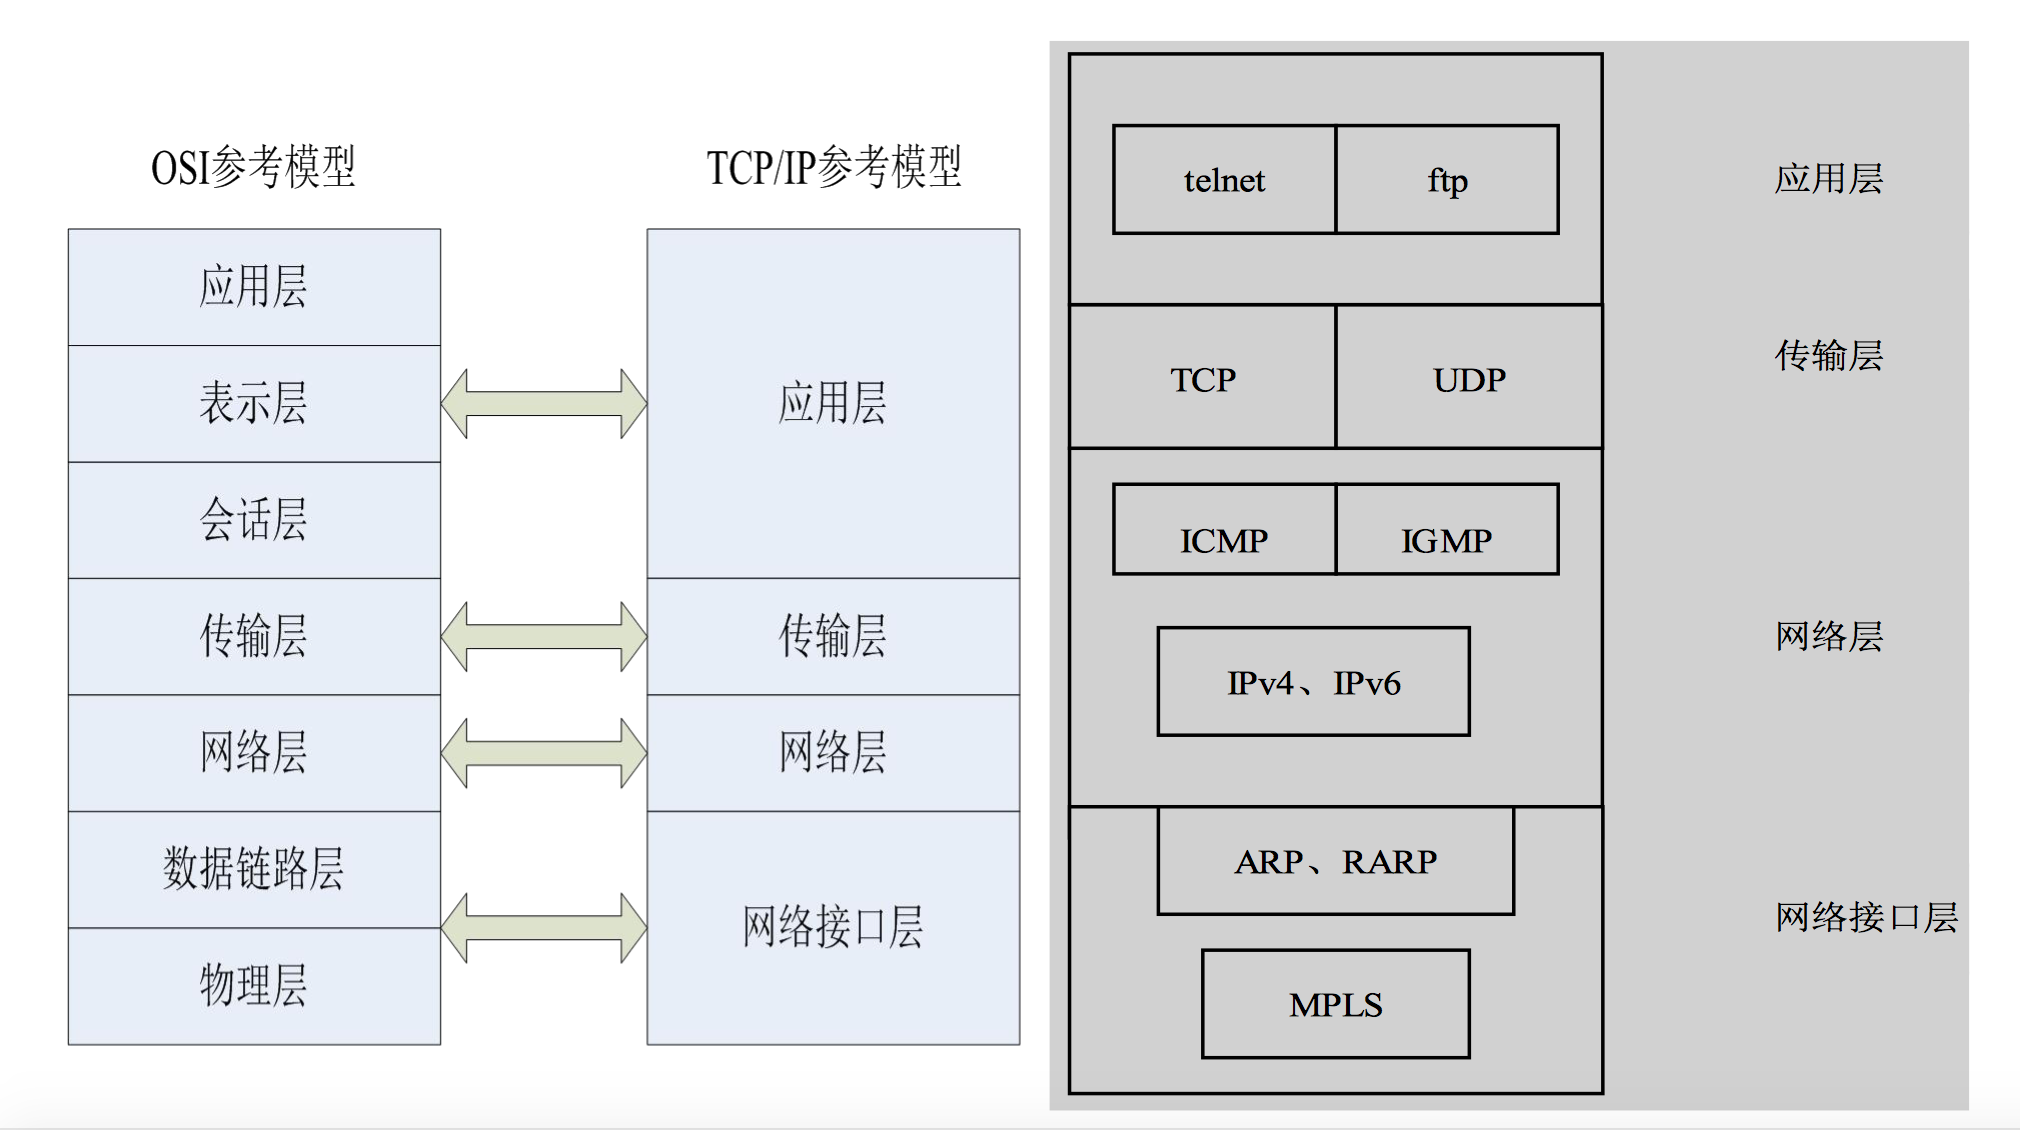 OSI参考模型
应用层
表示层
会话层
传输层
网络层
数据链路层
物理层
TCP/IP参考模型
应用层
传输层
网络层
网络接口层
telnet
ftp
应用层
TCP
UDP
传输层
ICMP
IGMP
IPv4、IPv6
网络层
ARP、RARP
MPLS
网络接口层